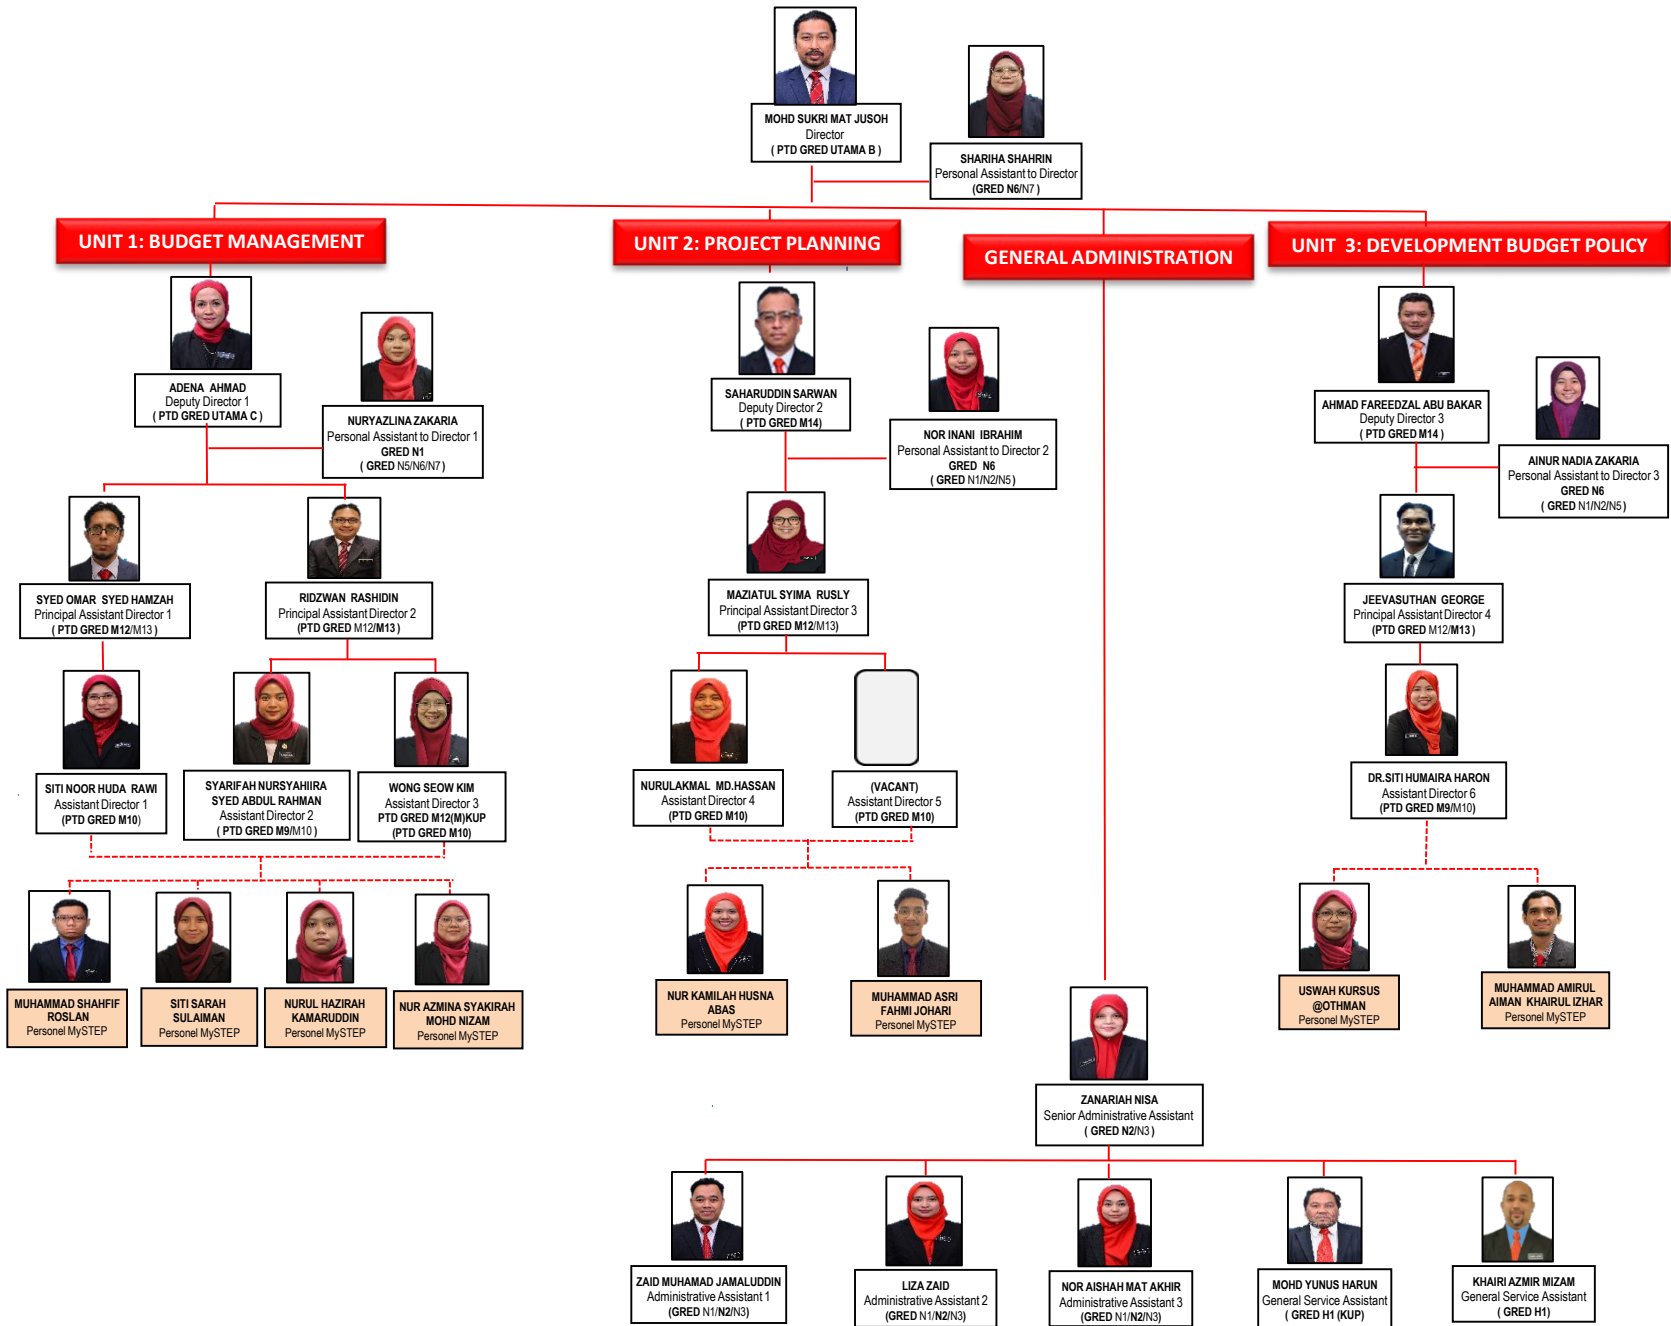 MOHD SUKRI MAT JUSOH
Director
( PTD GRED UTAMA B )
SHARIHA SHAHRIN
Personal Assistant to Director
(GRED N6/N7 )
UNIT 1: BUDGET MANAGEMENT
UNIT 2: PROJECT PLANNING
GENERAL ADMINISTRATION
UNIT 3: DEVELOPMENT BUDGET POLICY
ADENA AHMAD
Deputy Director 1
( PTD GRED UTAMA C )
NURYAZLINA ZAKARIA
Personal Assistant to Director 1
GRED N1
( GRED N5/N6/N7 )
SAHARUDDIN SARWAN
Deputy Director 2
( PTD GRED M14)
NOR INANI IBRAHIM
Personal Assistant to Director 2
GRED N6
( GRED N1/N2/N5 )
AHMAD FAREEDZAL ABU BAKAR
Deputy Director 3
( PTD GRED M14 )
AINUR NADIA ZAKARIA
Personal Assistant to Director 3
GRED N6
( GRED N1/N2/N5 )
SYED OMAR SYED HAMZAH
Principal Assistant Director 1
( PTD GRED M12/M13 )
RIDZWAN RASHIDIN
Principal Assistant Director 2
(PTD GRED M12/M13 )
MAZIATUL SYIMA RUSLY
Principal Assistant Director 3
(PTD GRED M12/M13)
JEEVASUTHAN GEORGE
Principal Assistant Director 4
(PTD GRED M12/M13 )
SITI NOOR HUDA RAWI
Assistant Director 1
(PTD GRED M10)
SYARIFAH NURSYAHIIRA
SYED ABDUL RAHMAN
Assistant Director 2
( PTD GRED M9/M10 )
WONG SEOW KIM
Assistant Director 3
PTD GRED M12(M)KUP
(PTD GRED M10)
NURULAKMAL MD.HASSAN
Assistant Director 4
(PTD GRED M10)
(VACANT)
Assistant Director 5
(PTD GRED M10)
DR.SITI HUMAIRA HARON
Assistant Director 6
(PTD GRED M9/M10)
MUHAMMAD SHAHFIF
ROSLAN
Personel MySTEP
SITI SARAH
SULAIMAN
Personel MySTEP
NURUL HAZIRAH
KAMARUDDIN
Personel MySTEP
NUR AZMINA SYAKIRAH
MOHD NIZAM
Personel MySTEP
NUR KAMILAH HUSNA
ABAS
Personel MySTEP
MUHAMMAD ASRI
FAHMI JOHARI
Personel MySTEP
USWAH KURSUS
@OTHMAN
Personel MySTEP
MUHAMMAD AMIRUL
AIMAN KHAIRUL IZHAR
Personel MySTEP
ZANARIAH NISA
Senior Administrative Assistant
( GRED N2/N3 )
ZAID MUHAMAD JAMALUDDIN
Administrative Assistant 1
(GRED N1/N2/N3)
LIZA ZAID
Administrative Assistant 2
(GRED N1/N2/N3)
NOR AISHAH MAT AKHIR
Administrative Assistant 3
(GRED N1/N2/N3)
MOHD YUNUS HARUN
General Service Assistant
( GRED H1 (KUP)
KHAIRI AZMIR MIZAM
General Service Assistant
( GRED H1)